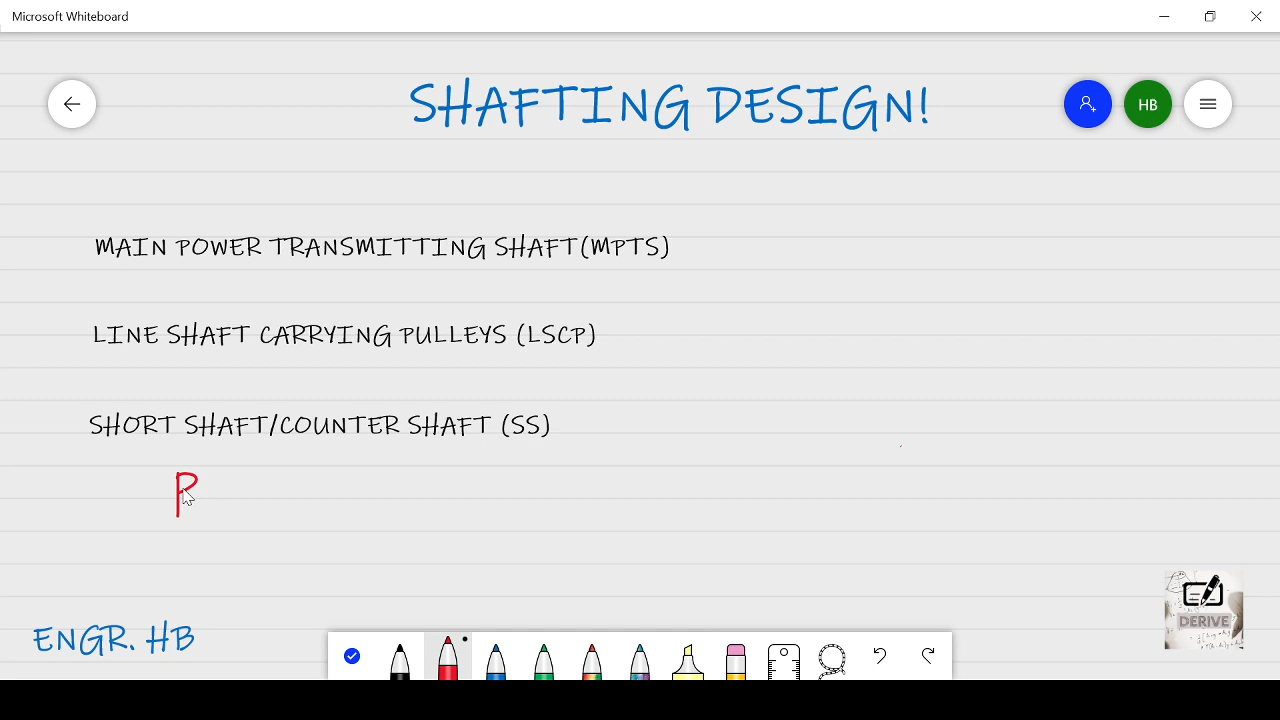 Microsoft Whiteboard
SHAFTING DESIGN!
HB
MAIN POWER TRANSMITTING SHAFT(MPTS)
LINE SHAFT CARRYING PULLEYS (LSCP)
SHORT SHAFT/COUNTER SHAFT (SS)
P
DERIVE
ENGR. HB